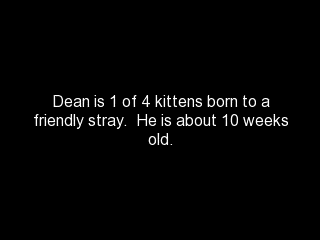 Dean is 1 of 4 kittens born to a
friendly stray.  He is about 10 weeks
old.